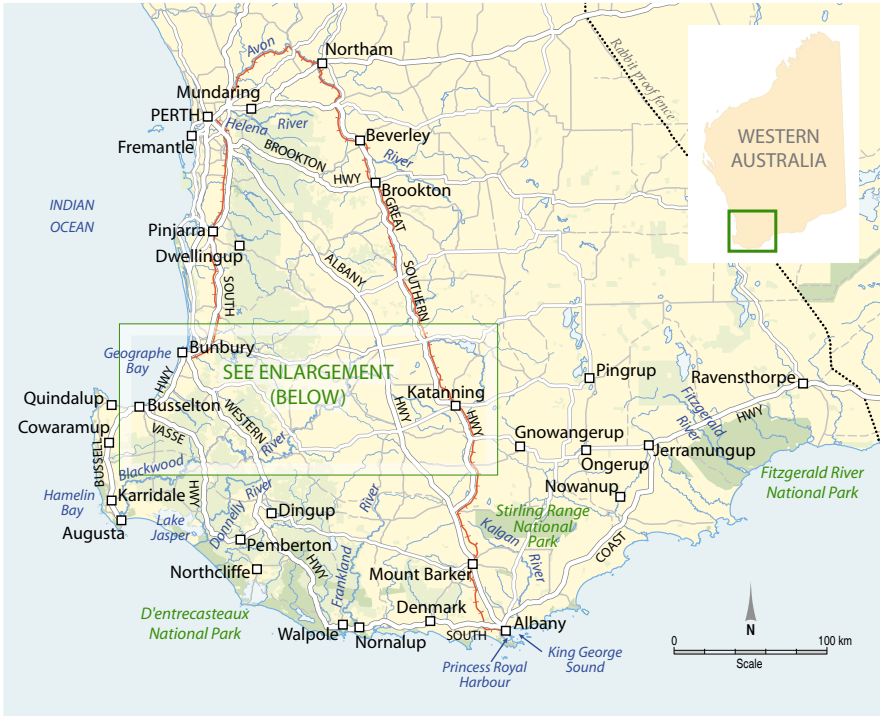 Northam
Avon
Rabbit proof fence
Mundaring
PERTH
Helena River
Fremantle
Beverley
River
BROOKTON
HWY
Brookton
WESTERN
AUSTRALIA
INDIAN
OCEAN
GREAT
Pinjarra
Dwellingup
ALBANY
SOUTHERN
SOUTH
Geographe
Bay
Bunbury
SEE ENLARGEMENT
(BELOW)
HWY
Pingrup
Ravensthorpe
Quindalup
Busselton
Katanning
HWY
HWY
Fitzgerald
River
HWY
Cowaramup
VASSE
WESTERN
River
Gnowangerup
Jerramungup
BUSSELL
Blackwood
Ongerup
Fitzgerald River
National Park
Hamelin
Bay
Karridale
HWY
Donnelly River
River
Nowanup
Augusta
Lake
Jasper
Dingup
Stirling Range
National
Park
Pemberton
Kalgan
River
COAST
Northcliffe
HWY
Frankland
Mount Barker
D'entrecasteaux
National Park
Denmark
Walpole
Nornalup
SOUTH
Albany
King George
Sound
Princess Royal
Harbour
N
0
100 km
Scale